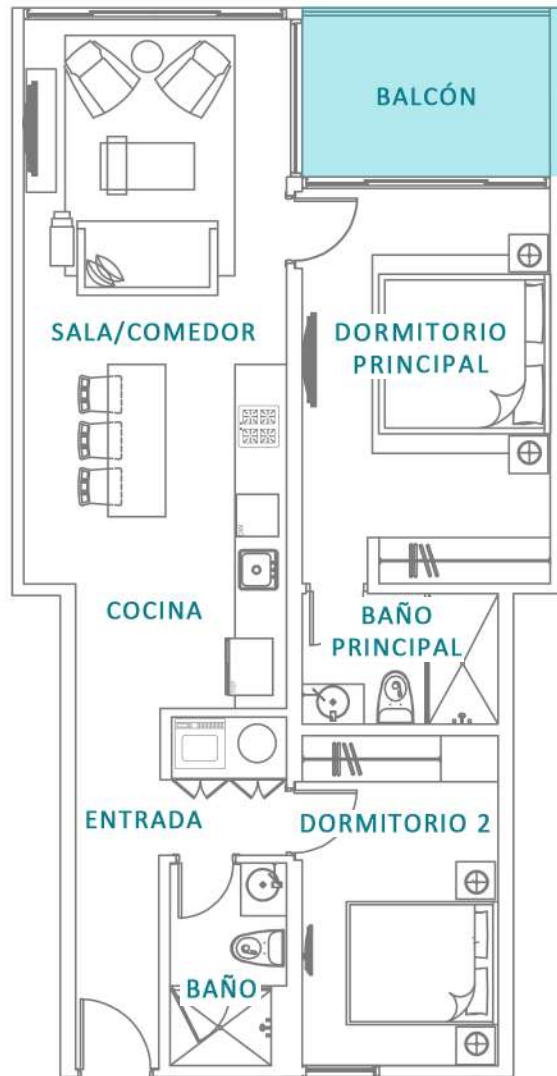 BALCÓN
SALA/COMEDOR
DORMITORIO
PRINCIPAL
COCINA
BAÑO
PRINCIPAL
ENTRADA
DORMITORIO 2
BAÑO